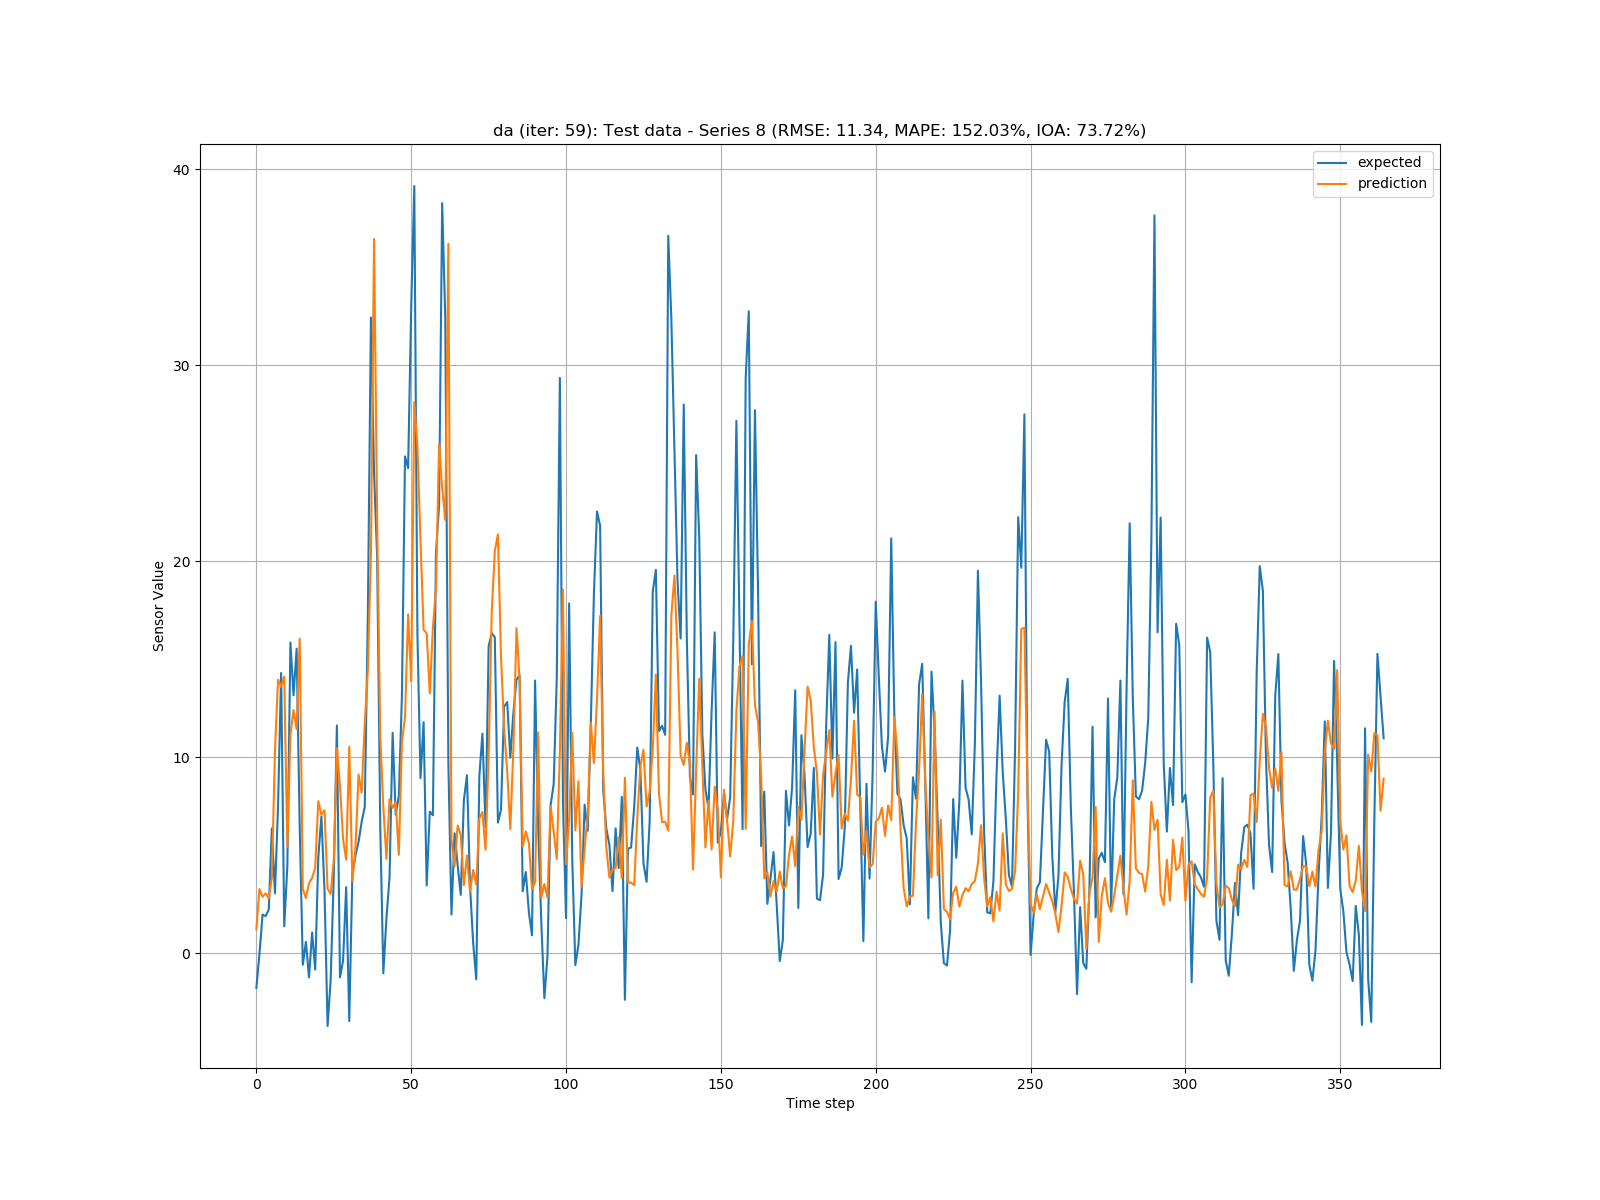 da (iter: 59): Test data - Series 8 (RMSE: 11.34, MAPE: 152.03%, IOA: 73.72%)
expected
prediction
40
30
20
10
0
Sensor Value
0 50 100 150 200 250 300 350
Time step